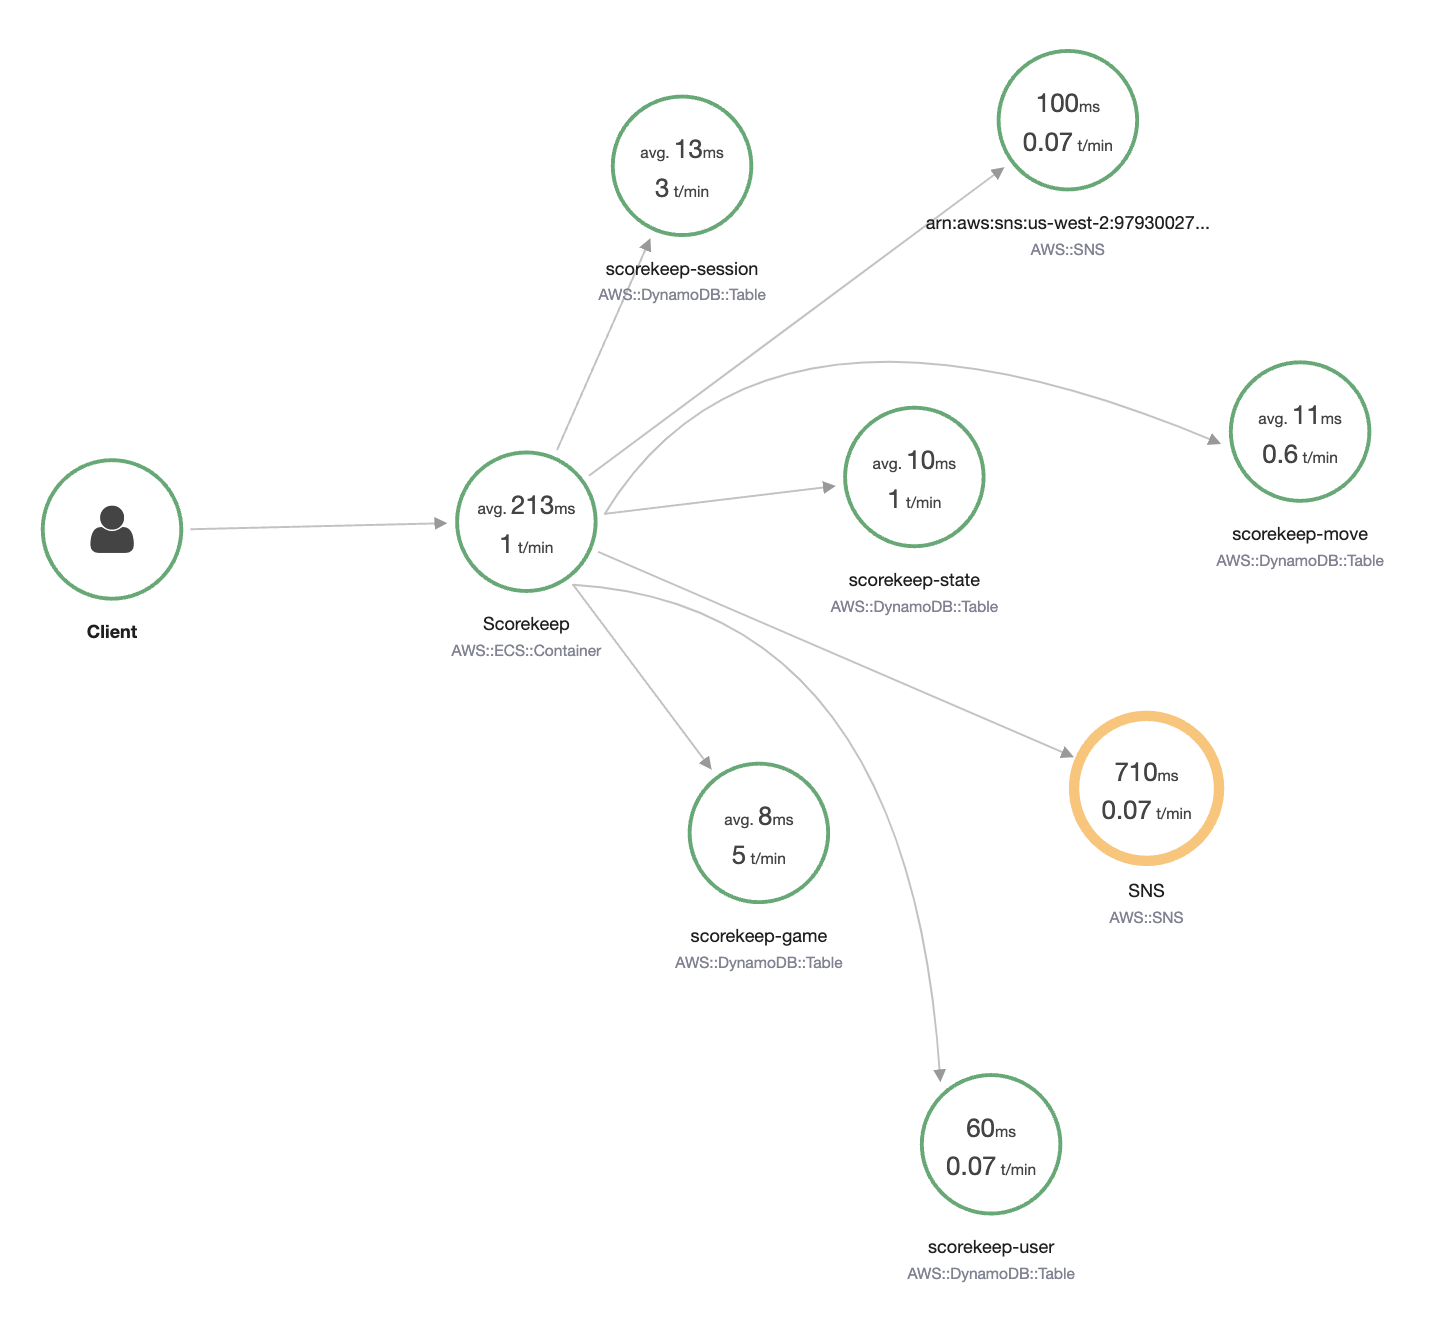 100ms
0.07 t/min
arn:aws:sns:us-west-2:97930027...
AWS::SNS
avg. 13ms
3 t/min
scorekeep-session
AWS::DynamoDB::Table
avg. 11ms
0.6 t/min
scorekeep-move
AWS::DynamoDB::Table
avg. 10ms
1 t/min
scorekeep-state
AWS::DynamoDB::Table
Client
avg. 213ms
1 t/min
Scorekeep
AWS::ECS::Container
710ms
0.07 t/min
SNS
AWS::SNS
avg. 8ms
5 t/min
scorekeep-game
AWS::DynamoDB::Table
60ms
0.07 t/min
scorekeep-user
AWS::DynamoDB::Table